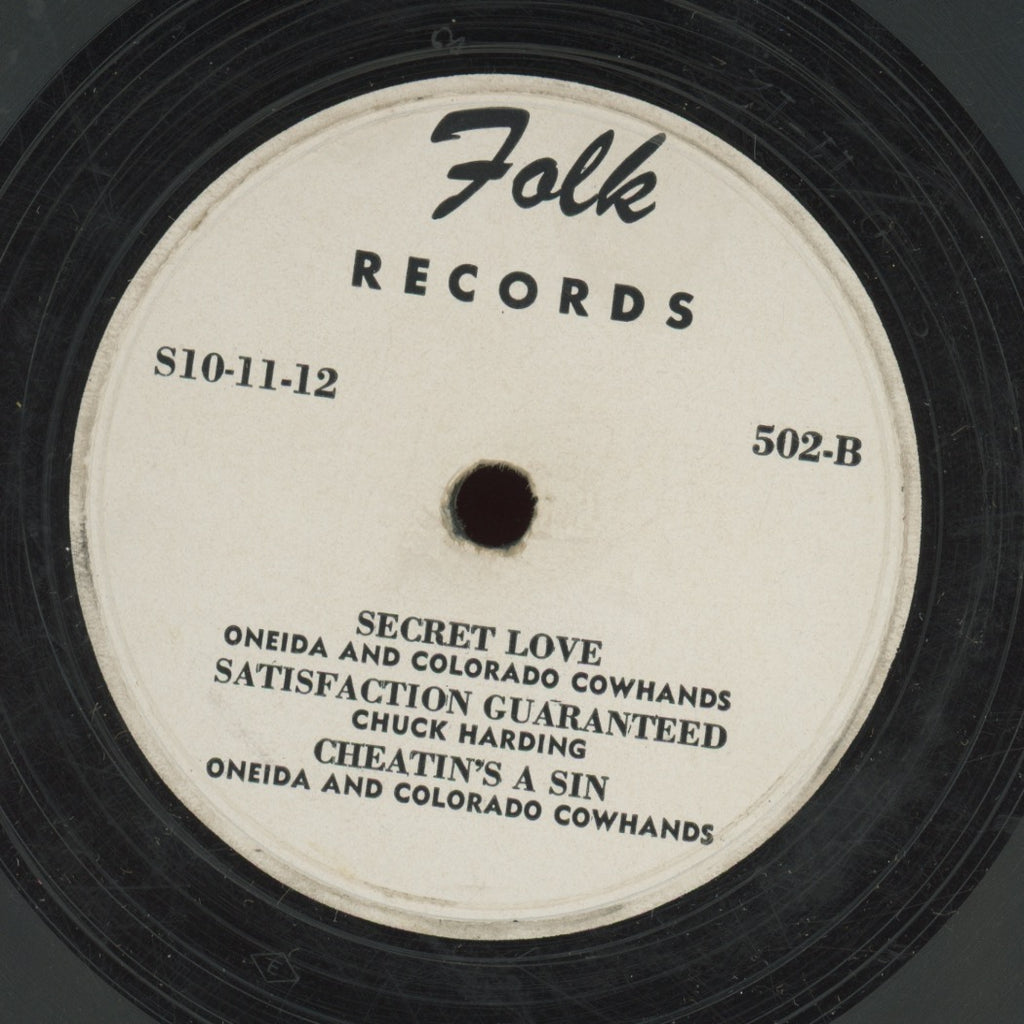 Folk
RECORDS
S10-11-12
502-B
SECRET LOVE
ONEIDA AND COLORADO COWHANDS
SATISFACTION GUARANTEED
CHUCK HARDING
CHEATIN'S A SIN
ONEIDA AND COLORADO COWHANDS
E